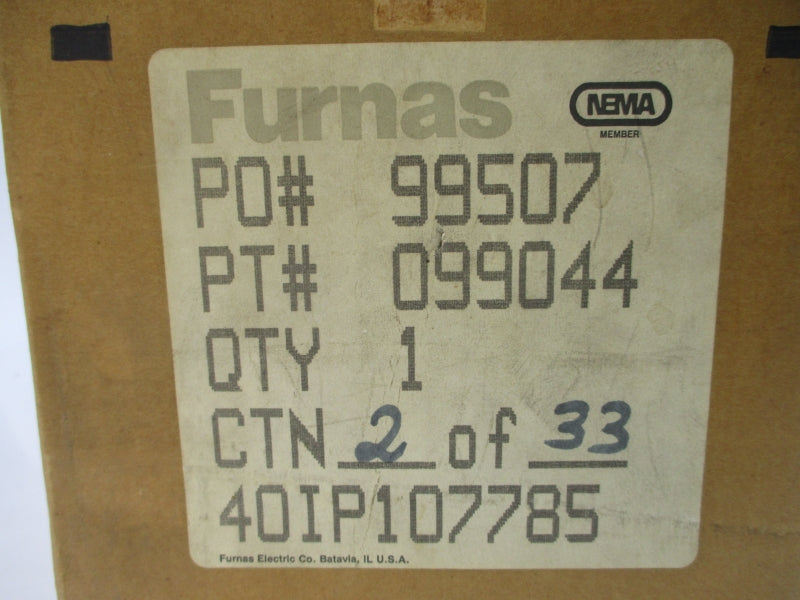 Furnas
NEMA
MEMBER
PO# 99507
PT# 099044
QTY 1
CTN 2 of 33
40IP107785
Furnas Electric Co. Batavia, IL U.S.A.